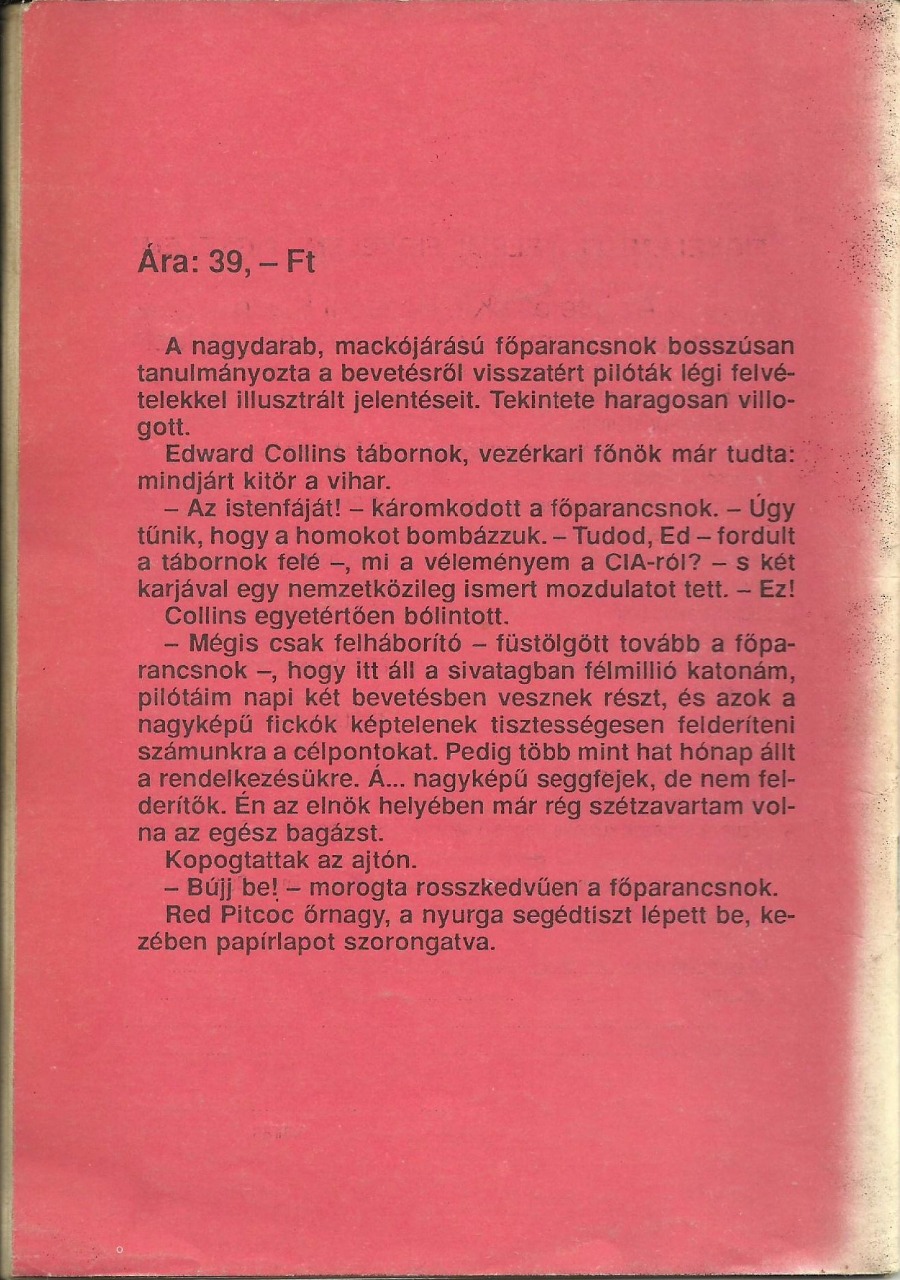 Ára: 39,– Ft
A nagydarab, mackójárású főparancsnok bosszúsan
tanulmányozta a bevetésről visszatért pilóták légi felvé-
telekkel illusztrált jelentéseit. Tekintete haragosan villo-
gott.
Edward Collins tábornok, vezérkari főnök már tudta:
mindjárt kitör a vihar.
– Az istenfáját! – káromkodott a főparancsnok. – Úgy
tűnik, hogy a homokot bombázzuk. – Tudod, Ed – fordult
a tábornok felé –, mi a véleményem a CIA-ról? – s két
karjával egy nemzetközileg ismert mozdulatot tett. – Ez!
Collins egyetértően bólintott.
– Mégis csak felháborító – füstölgött tovább a főpa-
rancsnok –, hogy itt áll a sivatagban félmillió katonám,
pilótáim napi két bevetésben vesznek részt, és azok a
nagyképű fickók képtelenek tisztességesen felderíteni
számunkra a célpontokat. Pedig több mint hat hónap állt
a rendelkezésükre. Á... nagyképű seggfejek, de nem fel-
derítők. Én az elnök helyében már rég szétzavartam vol-
na az egész bagázst.
Kopogtattak az ajtón.
– Bújj be! – morogta rosszkedvűen a főparancsnok.
Red Pitcoc őrnagy, a nyurga segédtiszt lépett be, ke-
zében papírlapot szorongatva.